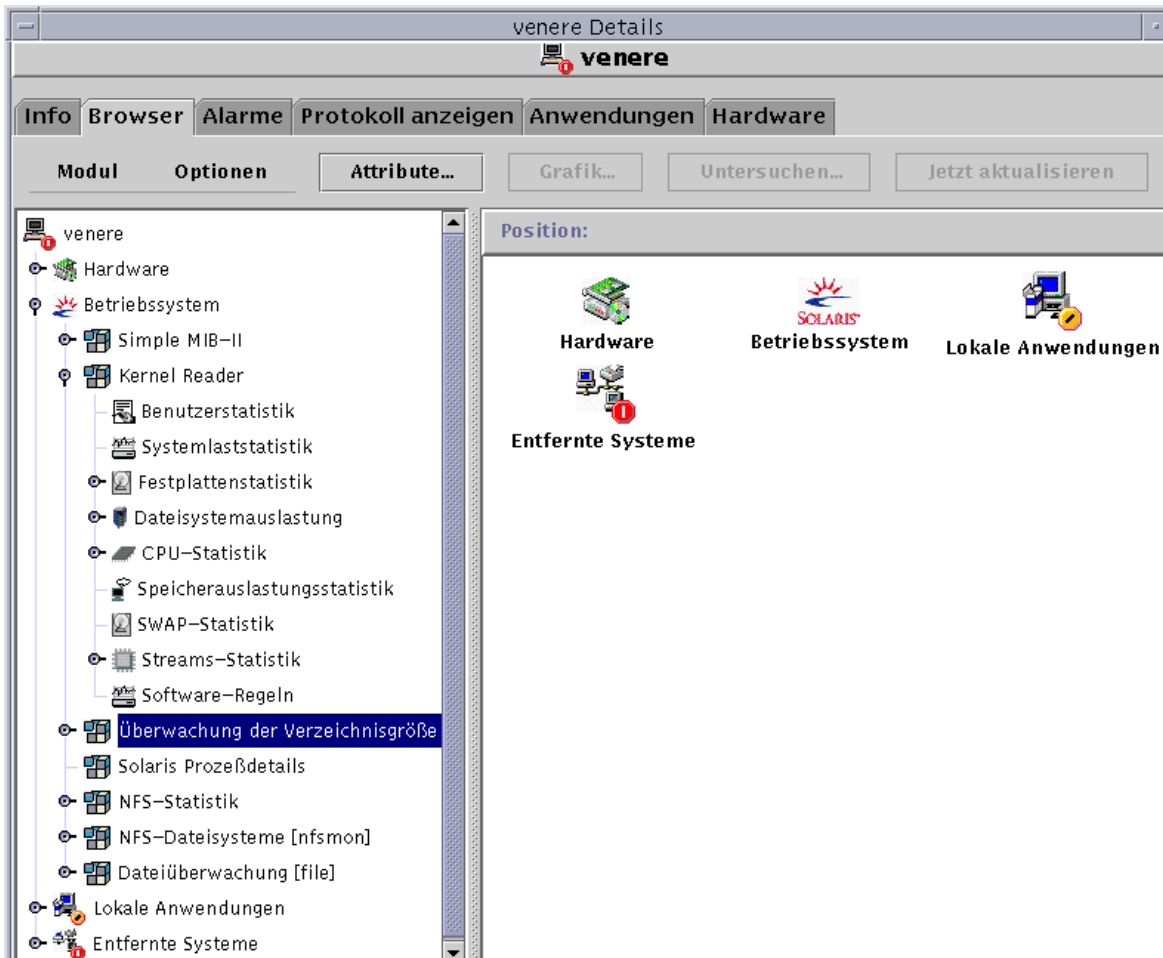 venere Details
venere
Info Browser Alarme Protokoll anzeigen Anwendungen Hardware
Modul Optionen Attribute... Grafik... Untersuchen... Jetzt aktualisieren
venere
Hardware
Betriebssystem
Simple MIB-II
Kernel Reader
Benutzerstatistik
Systemlaststatistik
Festplattenstatistik
Dateisystemauslastung
CPU-Statistik
Speicherauslastungsstatistik
SWAP-Statistik
Streams-Statistik
Software-Regeln
Überwachung der Verzeichnisgröße
Solaris Prozeßdetails
NFS-Statistik
NFS-Dateisysteme [nfsmon]
Dateiüberwachung [file]
Lokale Anwendungen
Entfernte Systeme
Position:
SOLARIS
Hardware Betriebssystem Lokale Anwendungen
Entfernte Systeme